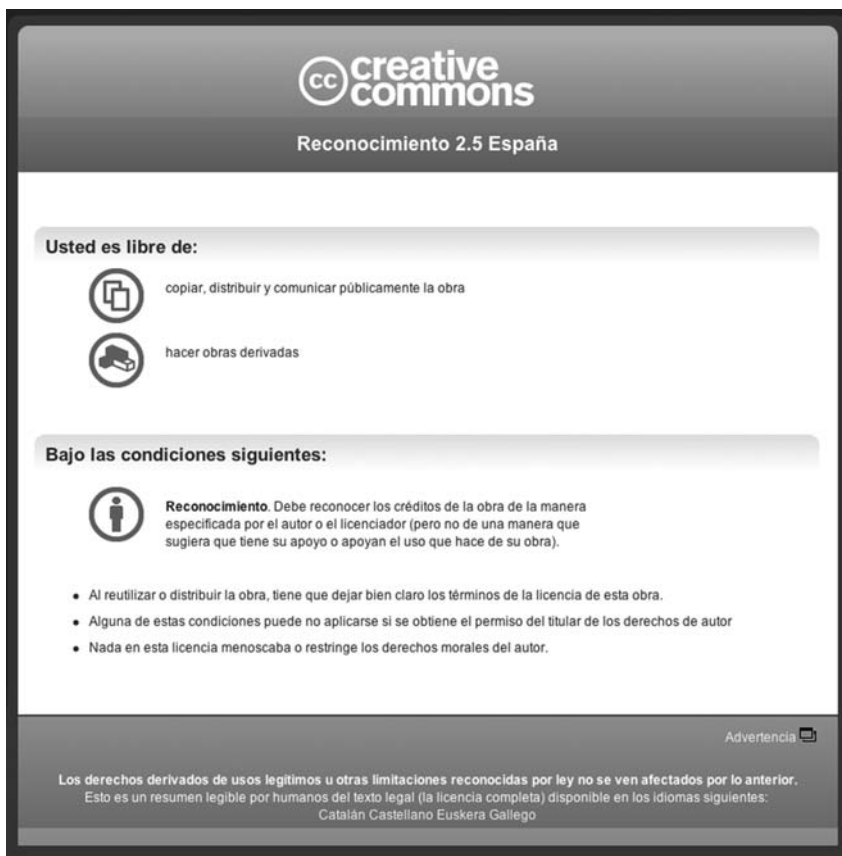 cc creative
commons
Reconocimiento 2.5 España
Usted es libre de:
copiar, distribuir y comunicar públicamente la obra
hacer obras derivadas
Bajo las condiciones siguientes:
Reconocimiento. Debe reconocer los créditos de la obra de la manera
especificada por el autor o el licenciador (pero no de una manera que
sugiera que tiene su apoyo o apoyan el uso que hace de su obra).
• Al reutilizar o distribuir la obra, tiene que dejar bien claro los términos de la licencia de esta obra.
• Alguna de estas condiciones puede no aplicarse si se obtiene el permiso del titular de los derechos de autor
• Nada en esta licencia menoscaba o restringe los derechos morales del autor.
Advertencia
Los derechos derivados de usos legítimos u otras limitaciones reconocidas por ley no se ven afectados por lo anterior.
Esto es un resumen legible por humanos del texto legal (la licencia completa) disponible en los idiomas siguientes:
Catalán Castellano Euskera Gallego